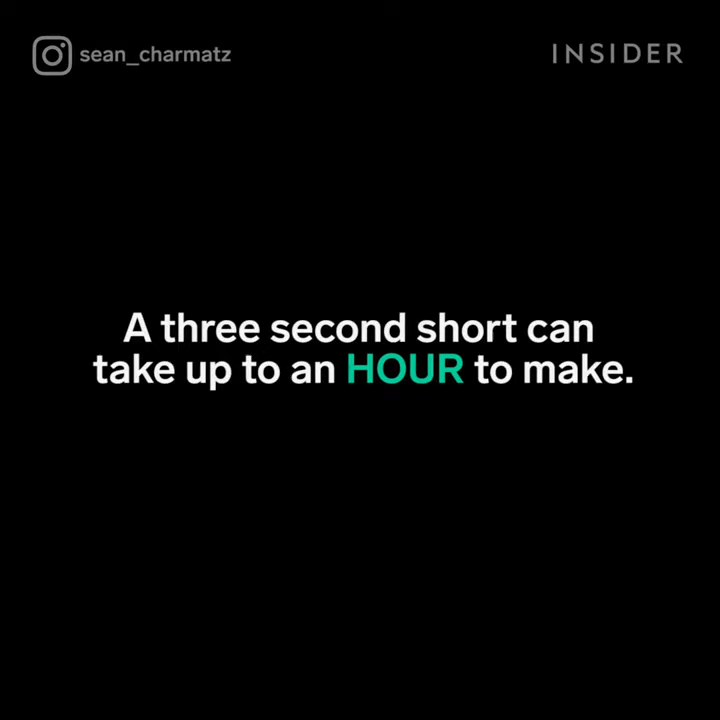 sean_charmatz
INSIDER
A three second short can
take up to an HOUR to make.